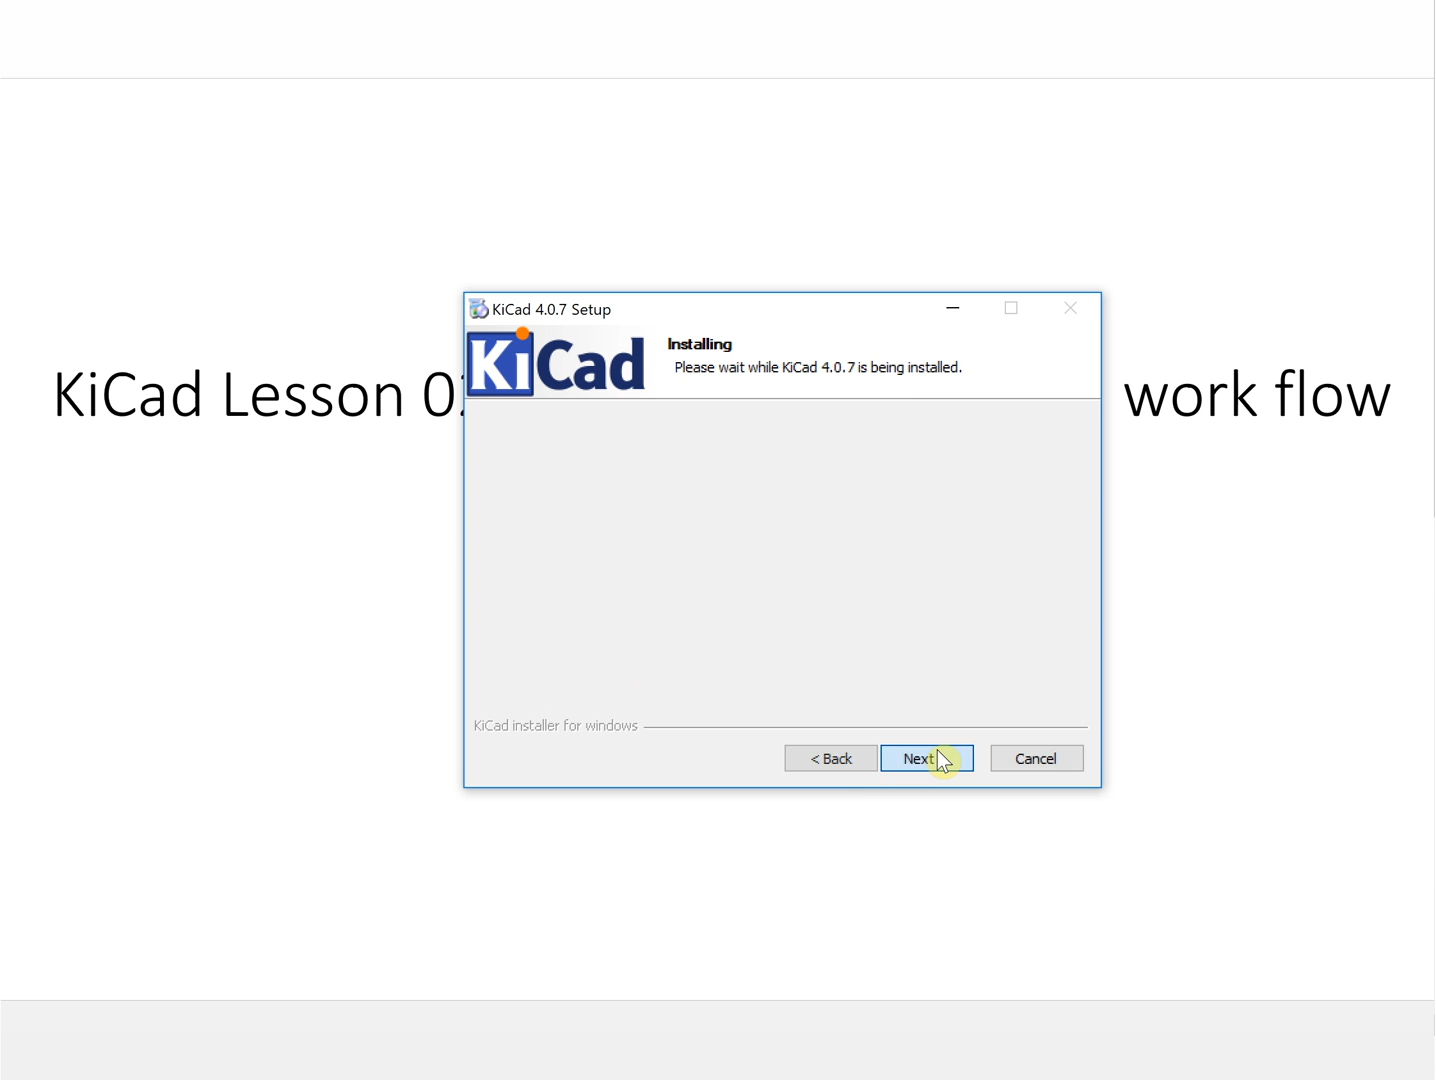 KiCad 4.0.7 Setup
KiCad
Installing
Please wait while KiCad 4.0.7 is being installed.
KiCad Lesson 0
work flow
KiCad installer for windows
< Back
Next
Cancel